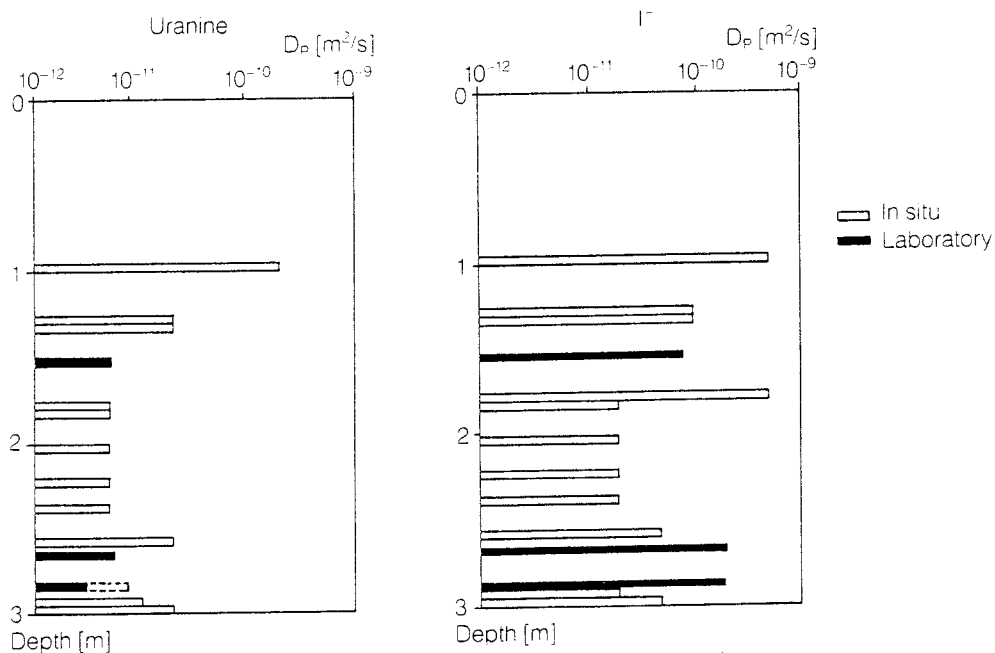 Uranine
Dₚ [m²/s]
10⁻¹² 10⁻¹¹ 10⁻¹⁰ 10⁻⁹
0
1
2
3
Depth [m]
I⁻
Dₚ [m²/s]
10⁻¹² 10⁻¹¹ 10⁻¹⁰ 10⁻⁹
0
1
2
3
Depth [m]
In situ
Laboratory